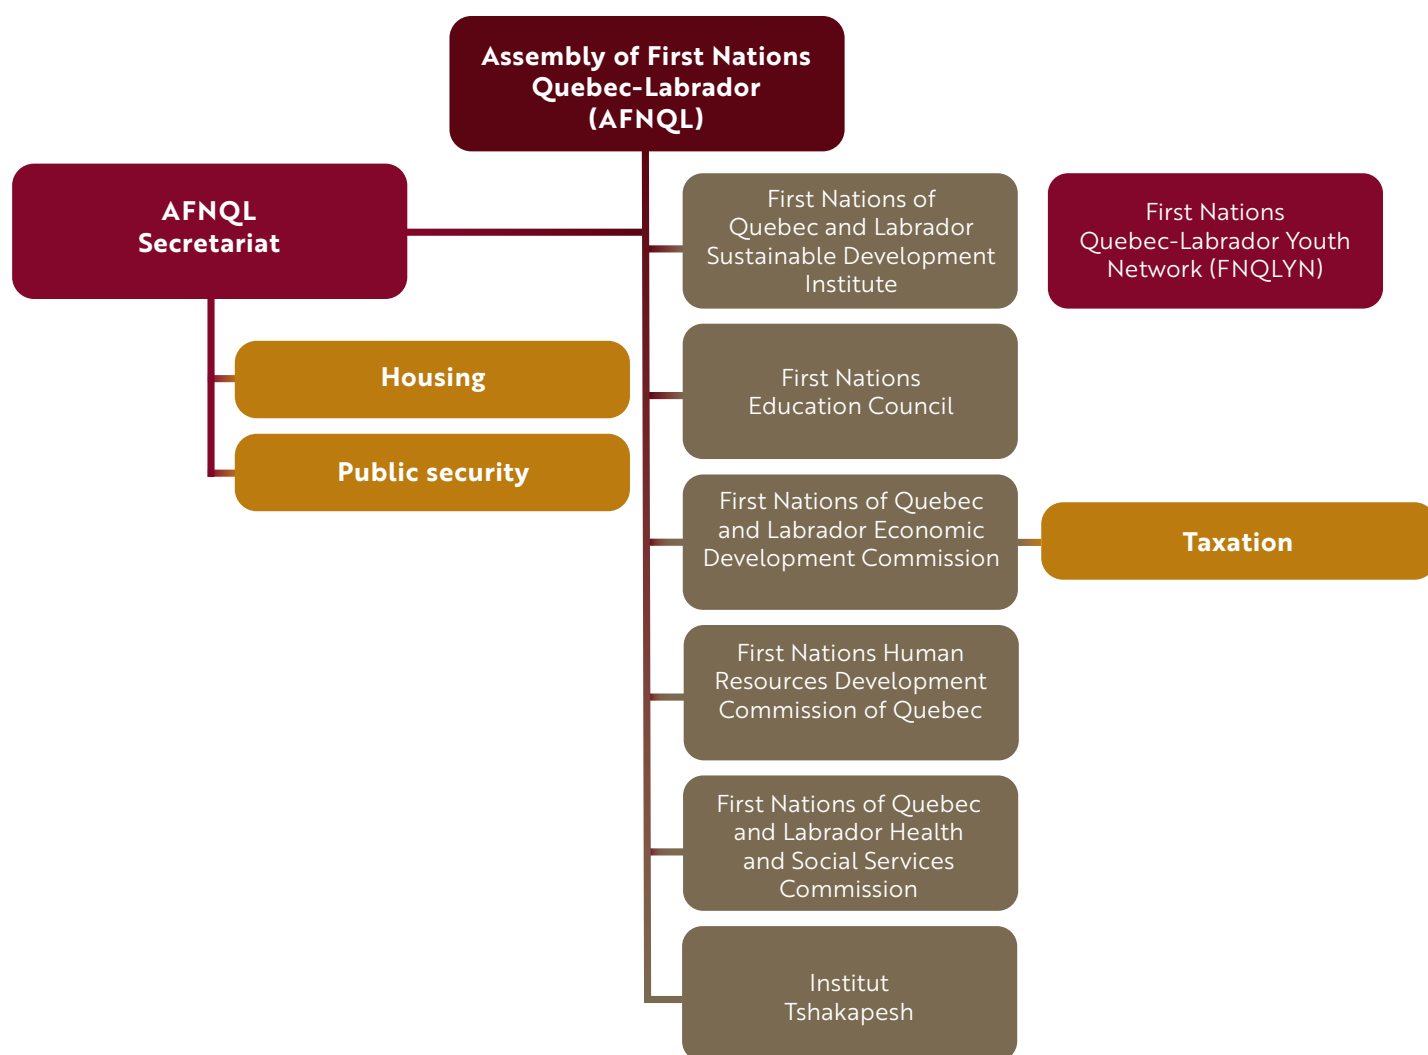 Assembly of First Nations
Quebec-Labrador
(AFNQL)
AFNQL
Secretariat
Housing
Public security
First Nations of
Quebec and Labrador
Sustainable Development
Institute
First Nations
Quebec-Labrador Youth
Network (FNQLYN)
First Nations
Education Council
First Nations of Quebec
and Labrador Economic
Development Commission
Taxation
First Nations Human
Resources Development
Commission of Quebec
First Nations of Quebec
and Labrador Health
and Social Services
Commission
Institut
Tshakapesh